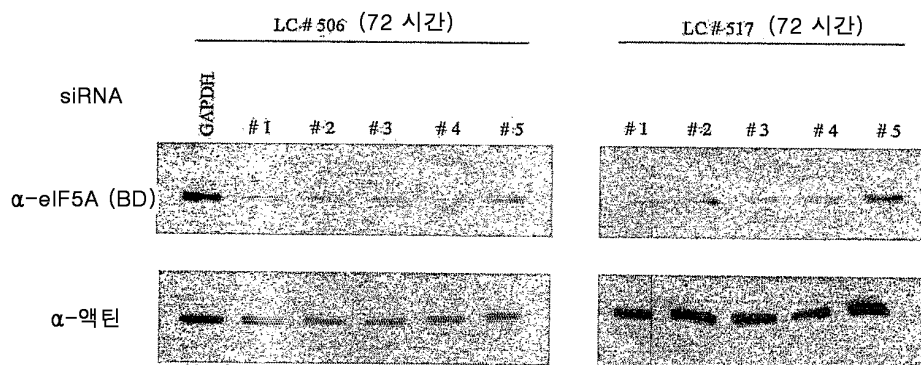 LC# 506 (72 시간)
LC#517 (72 시간)
siRNA
GAPDH
#1 #2 #3 #4 #5
#1 #2 #3 #4 #5
α-eIF5A (BD)
α-액틴